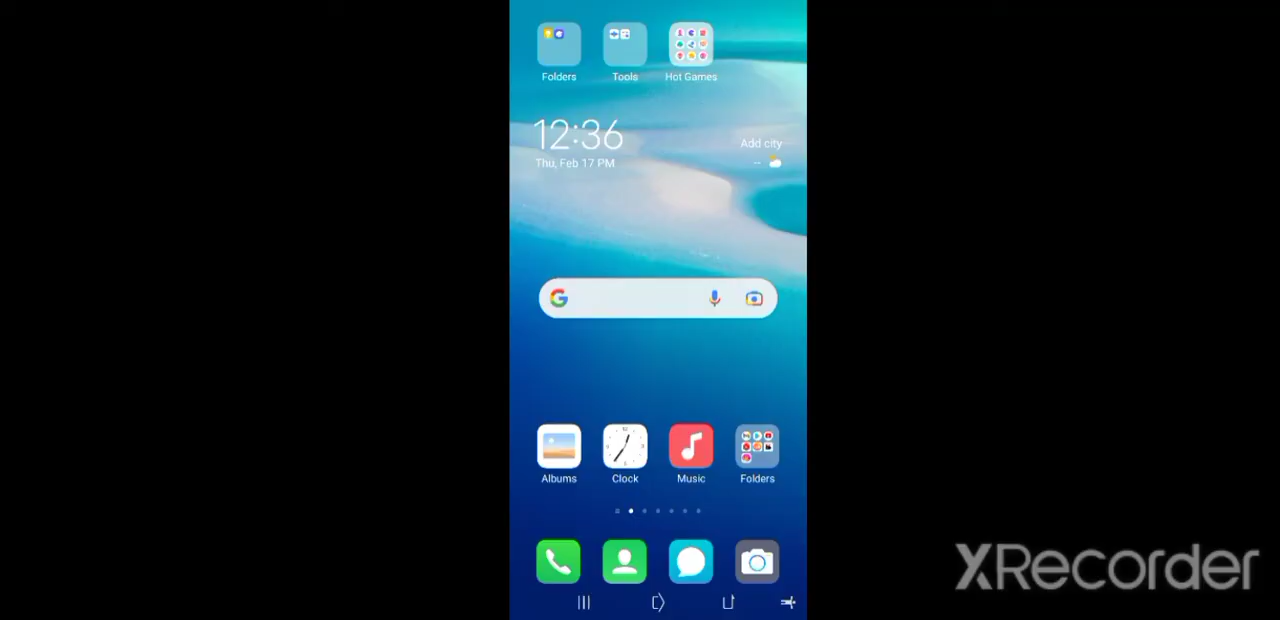 Folders Tools Hot Games
12:36
Add city
Thu, Feb 17 PM
--
G
Albums Clock Music Folders
XRecorder